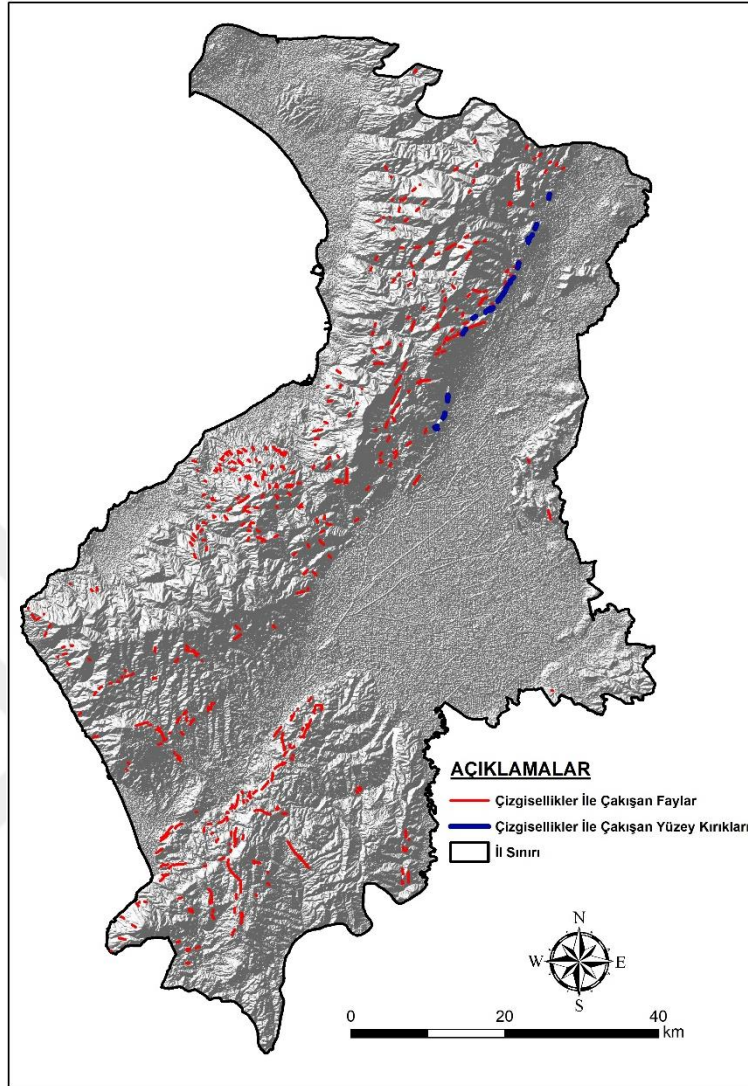 AÇIKLAMALAR
Çizgisellikler İle Çakışan Faylar
Çizgisellikler İle Çakışan Yüzey Kırıkları
İl Sınırı
N
W E
S
0 20 40
km